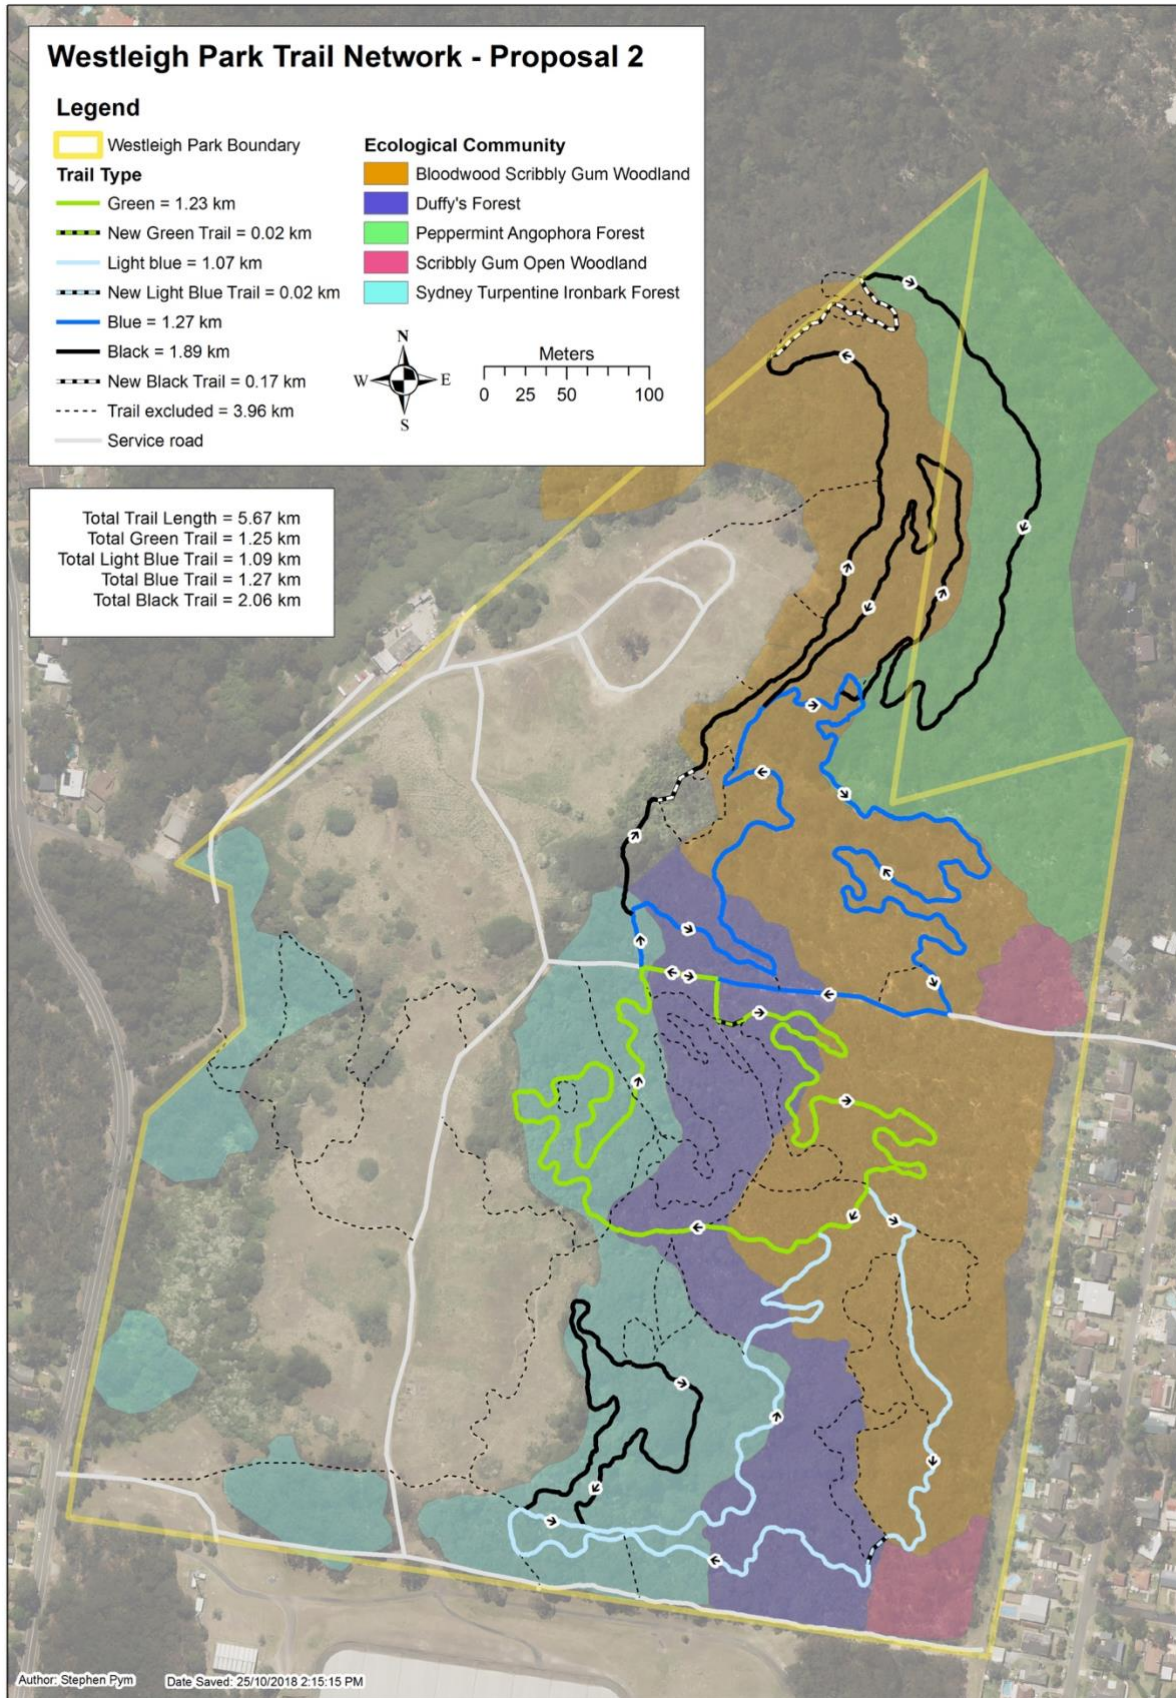 Westleigh Park Trail Network - Proposal 2
Legend
Westleigh Park Boundary
Trail Type
Green = 1.23 km
New Green Trail = 0.02 km
Light blue = 1.07 km
New Light Blue Trail = 0.02 km
Blue = 1.27 km
Black = 1.89 km
New Black Trail = 0.17 km
Trail excluded = 3.96 km
Service road
Ecological Community
Bloodwood Scribbly Gum Woodland
Duffy's Forest
Peppermint Angophora Forest
Scribbly Gum Open Woodland
Sydney Turpentine Ironbark Forest
N
W E
S
Meters
0 25 50 100
Total Trail Length = 5.67 km
Total Green Trail = 1.25 km
Total Light Blue Trail = 1.09 km
Total Blue Trail = 1.27 km
Total Black Trail = 2.06 km
Author: Stephen Pym Date Saved: 25/10/2018 2:15:15 PM